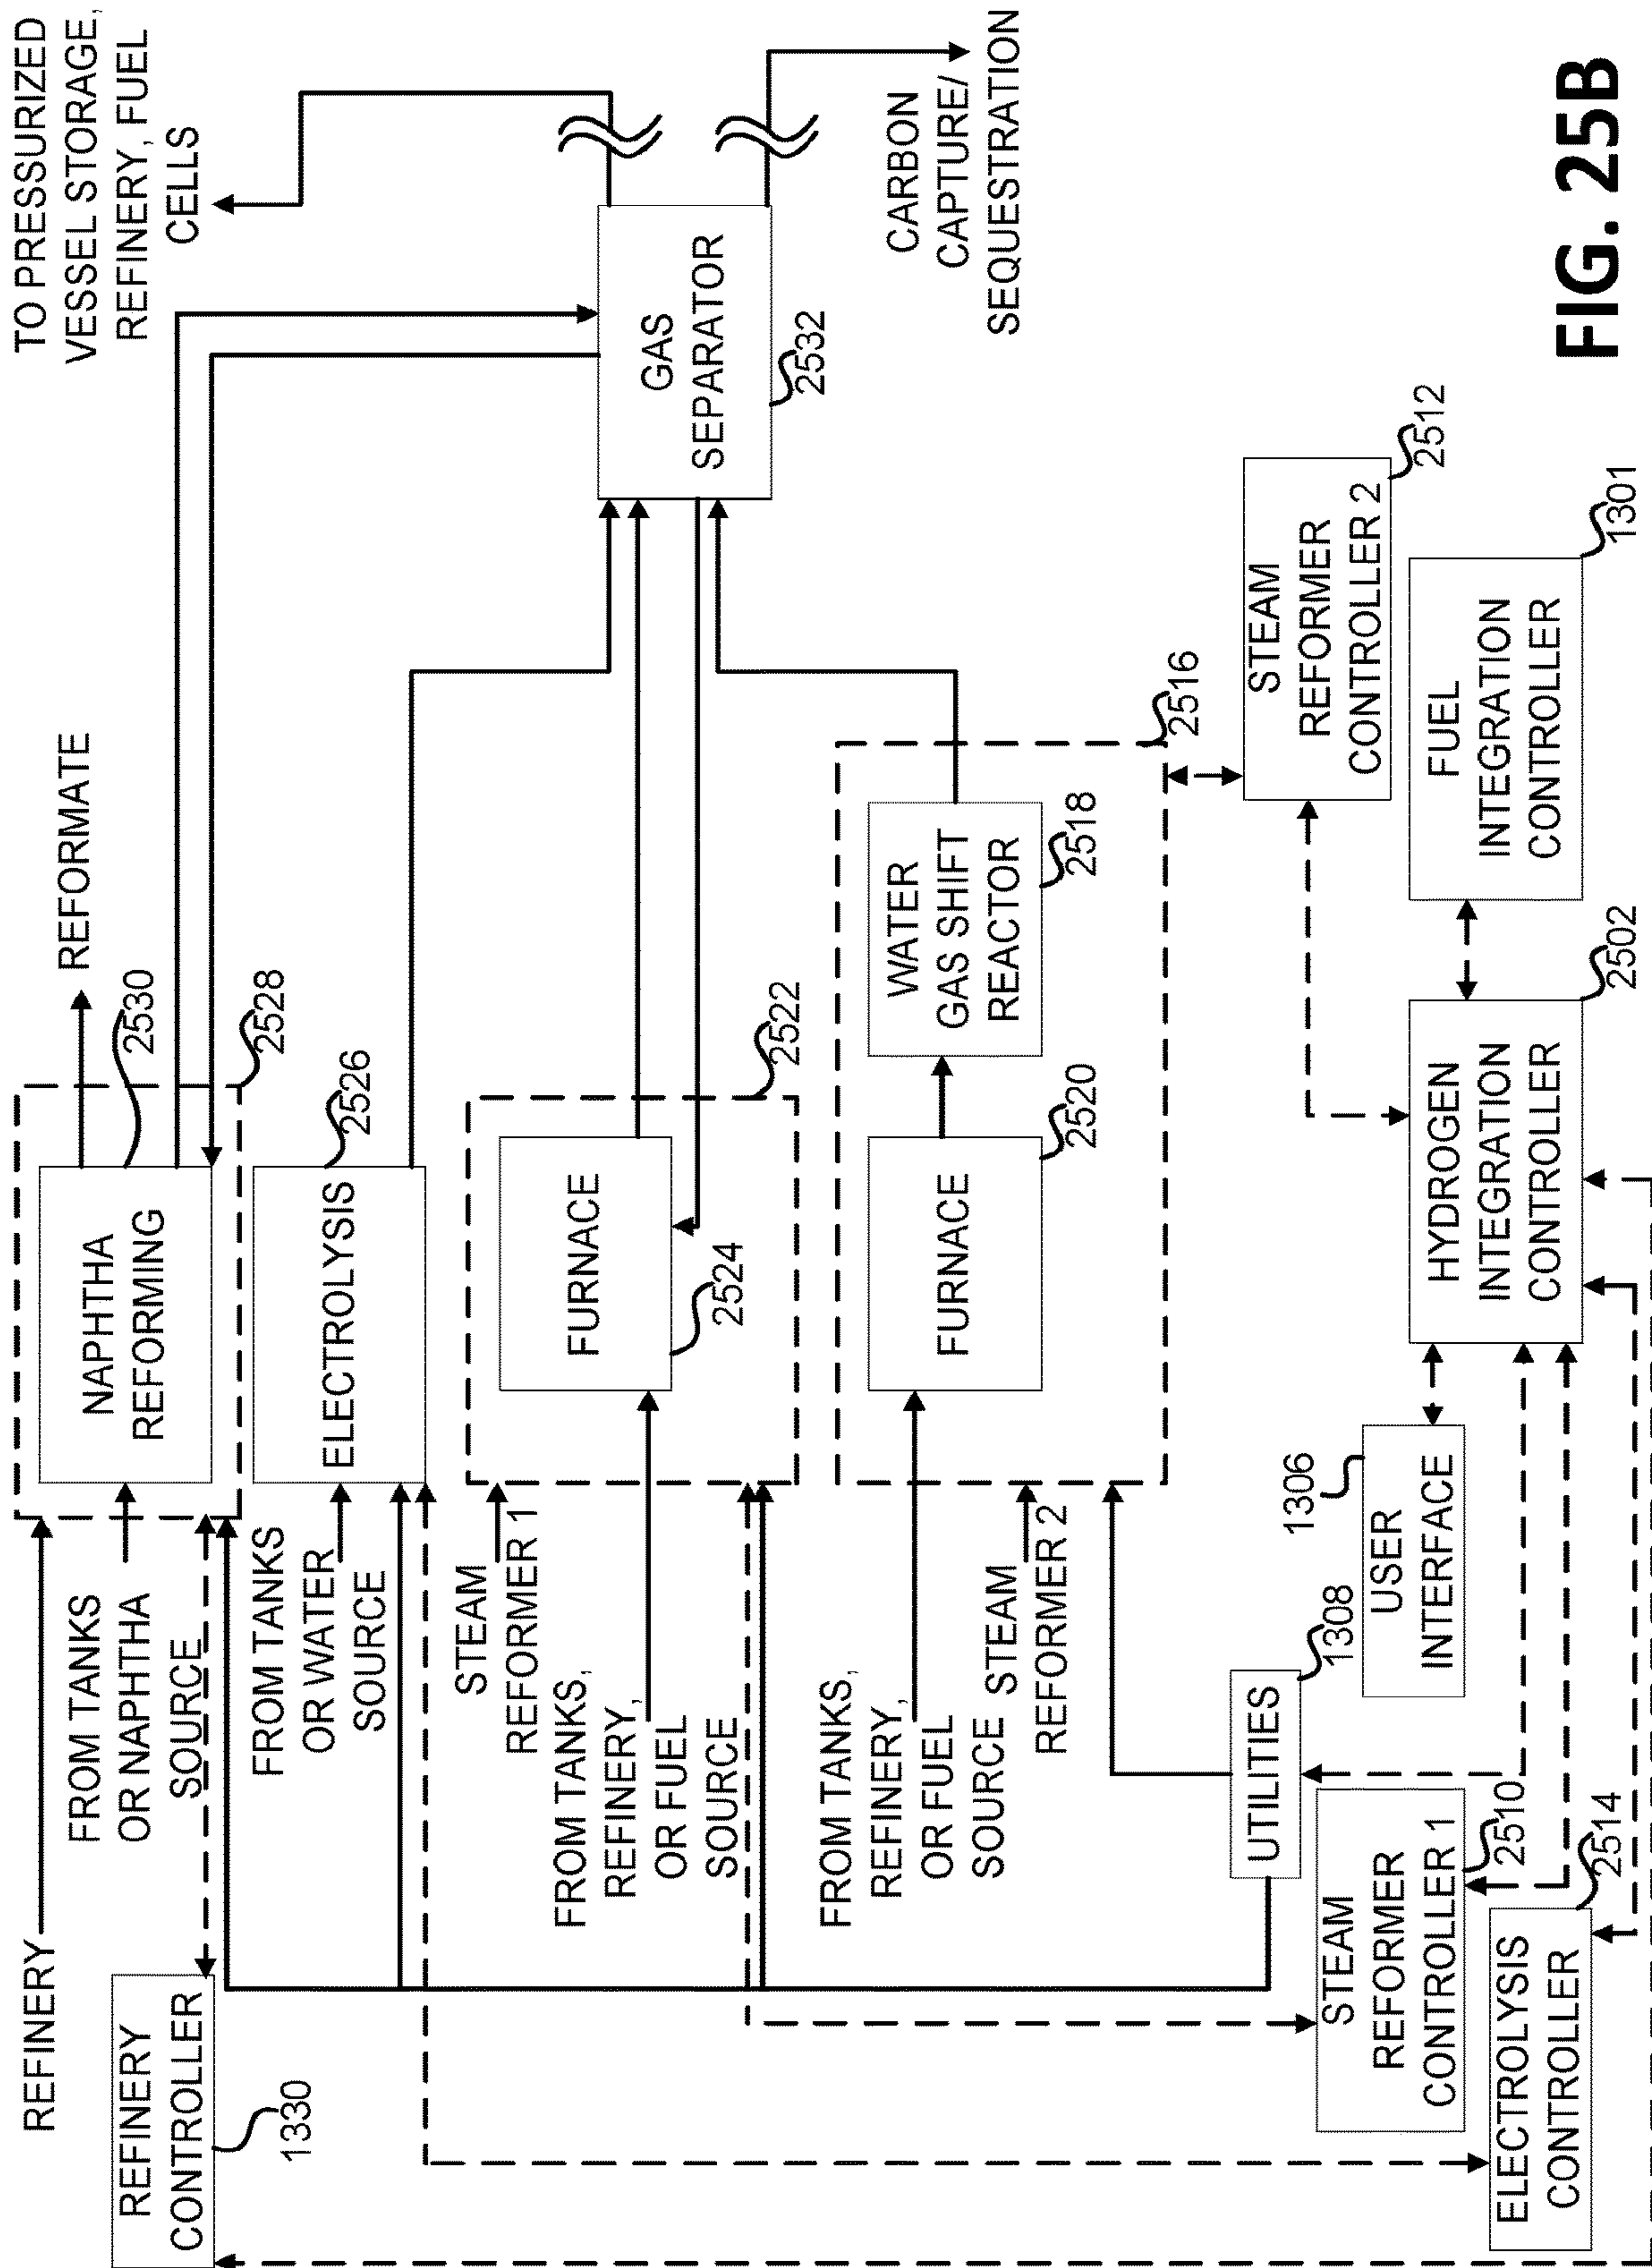 TO PRESSURIZED
VESSEL STORAGE,
REFINERY, FUEL
CELLS
REFORMATE
2530
2528
NAPHTHA
REFORMING
REFINERY
FROM TANKS
OR NAPHTHA
SOURCE
REFINERY
CONTROLLER
1330
2526
ELECTROLYSIS
FROM TANKS
OR WATER
SOURCE
GAS
SEPARATOR
2532
CARBON
CAPTURE/
SEQUESTRATION
2522
FURNACE
2524
STEAM
REFORMER 1
FROM TANKS,
REFINERY,
OR FUEL
SOURCE
2516
WATER
GAS SHIFT
REACTOR
2518
FURNACE
2520
FROM TANKS,
REFINERY,
OR FUEL
SOURCE
STEAM
REFORMER 2
UTILITIES
1308
STEAM
REFORMER
CONTROLLER 2
2512
1306
USER
INTERFACE
STEAM
REFORMER
CONTROLLER 1
2510
HYDROGEN
INTEGRATION
CONTROLLER
2502
FUEL
INTEGRATION
CONTROLLER
1301
ELECTROLYSIS
CONTROLLER
2514
FIG. 25B